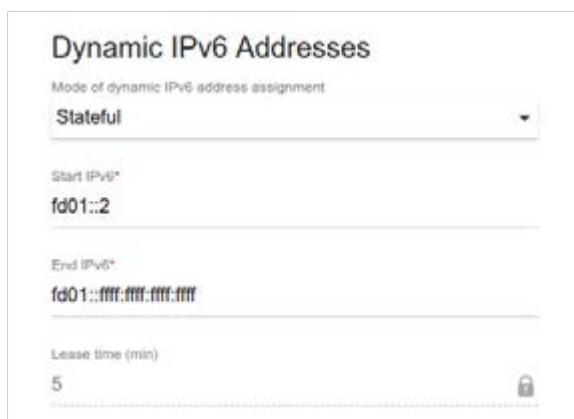 Dynamic IPv6 Addresses
Mode of dynamic IPv6 address assignment
Stateful
Start IPv6*
fd01::2
End IPv6*
fd01::ffff:ffff:ffff:ffff
Lease time (min)
5